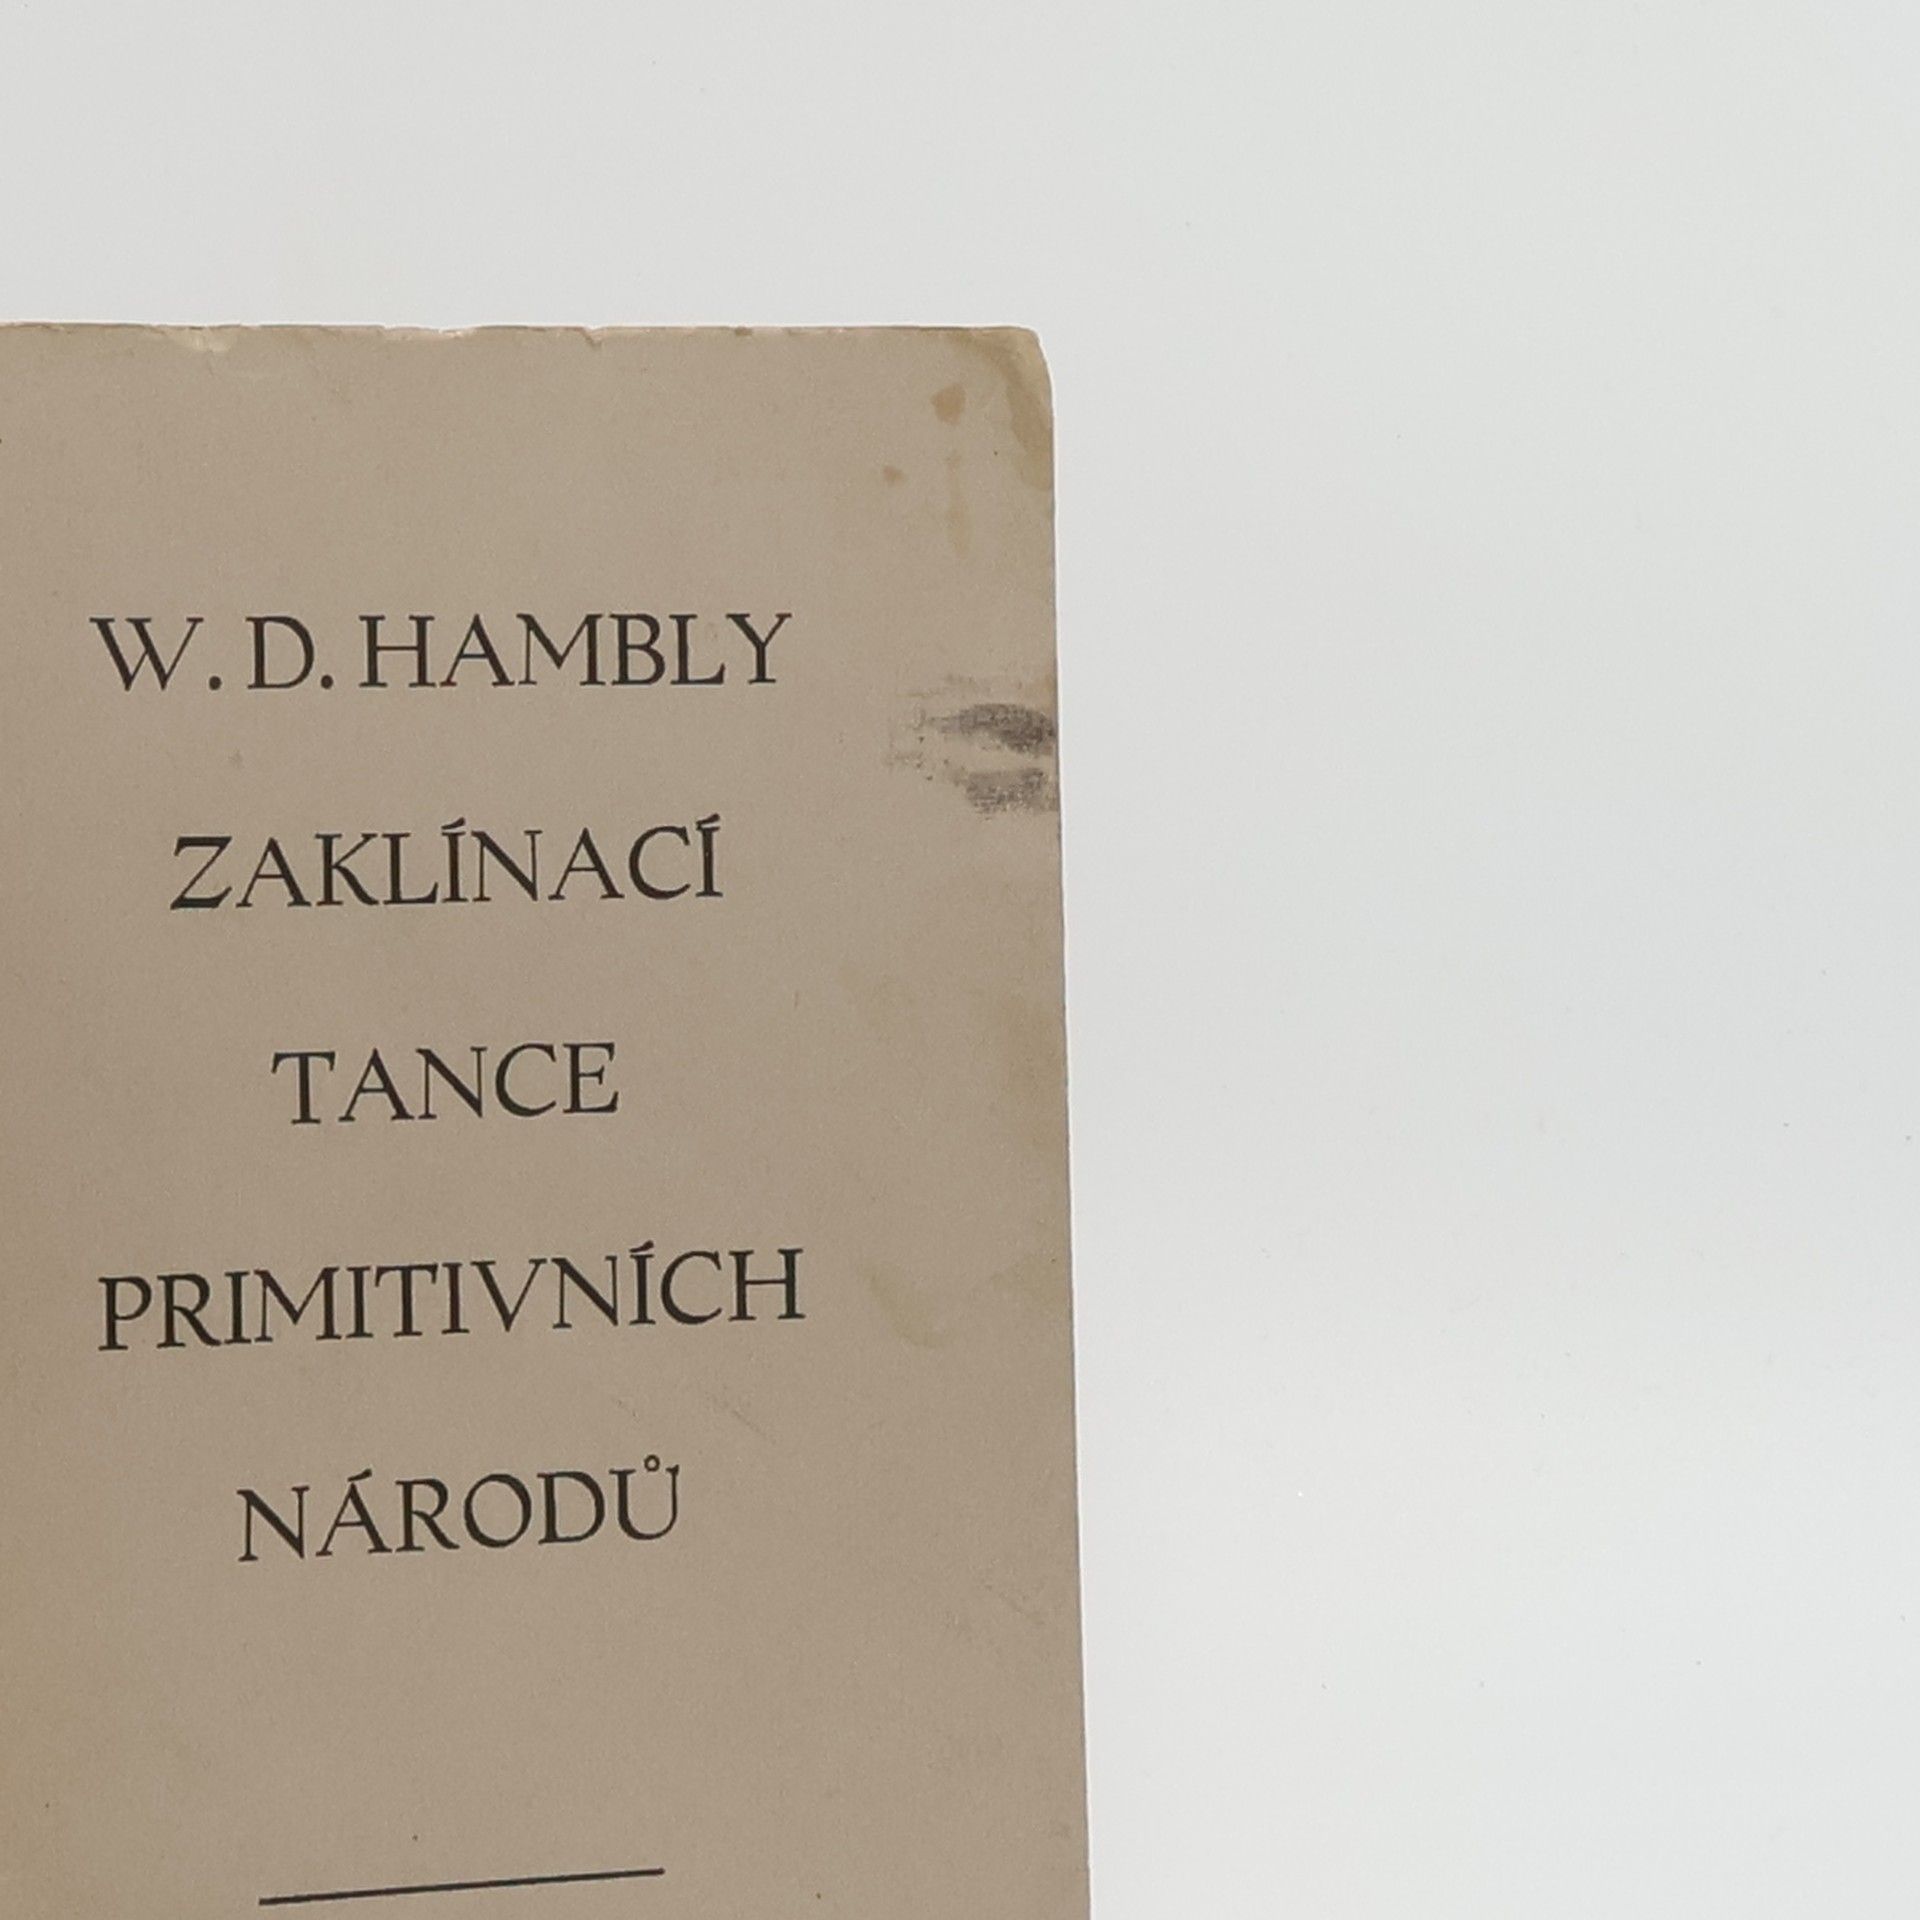 W. D. HAMBLY
ZAKLÍNACÍ
TANCE
PRIMITIVNÍCH
NÁRODŮ